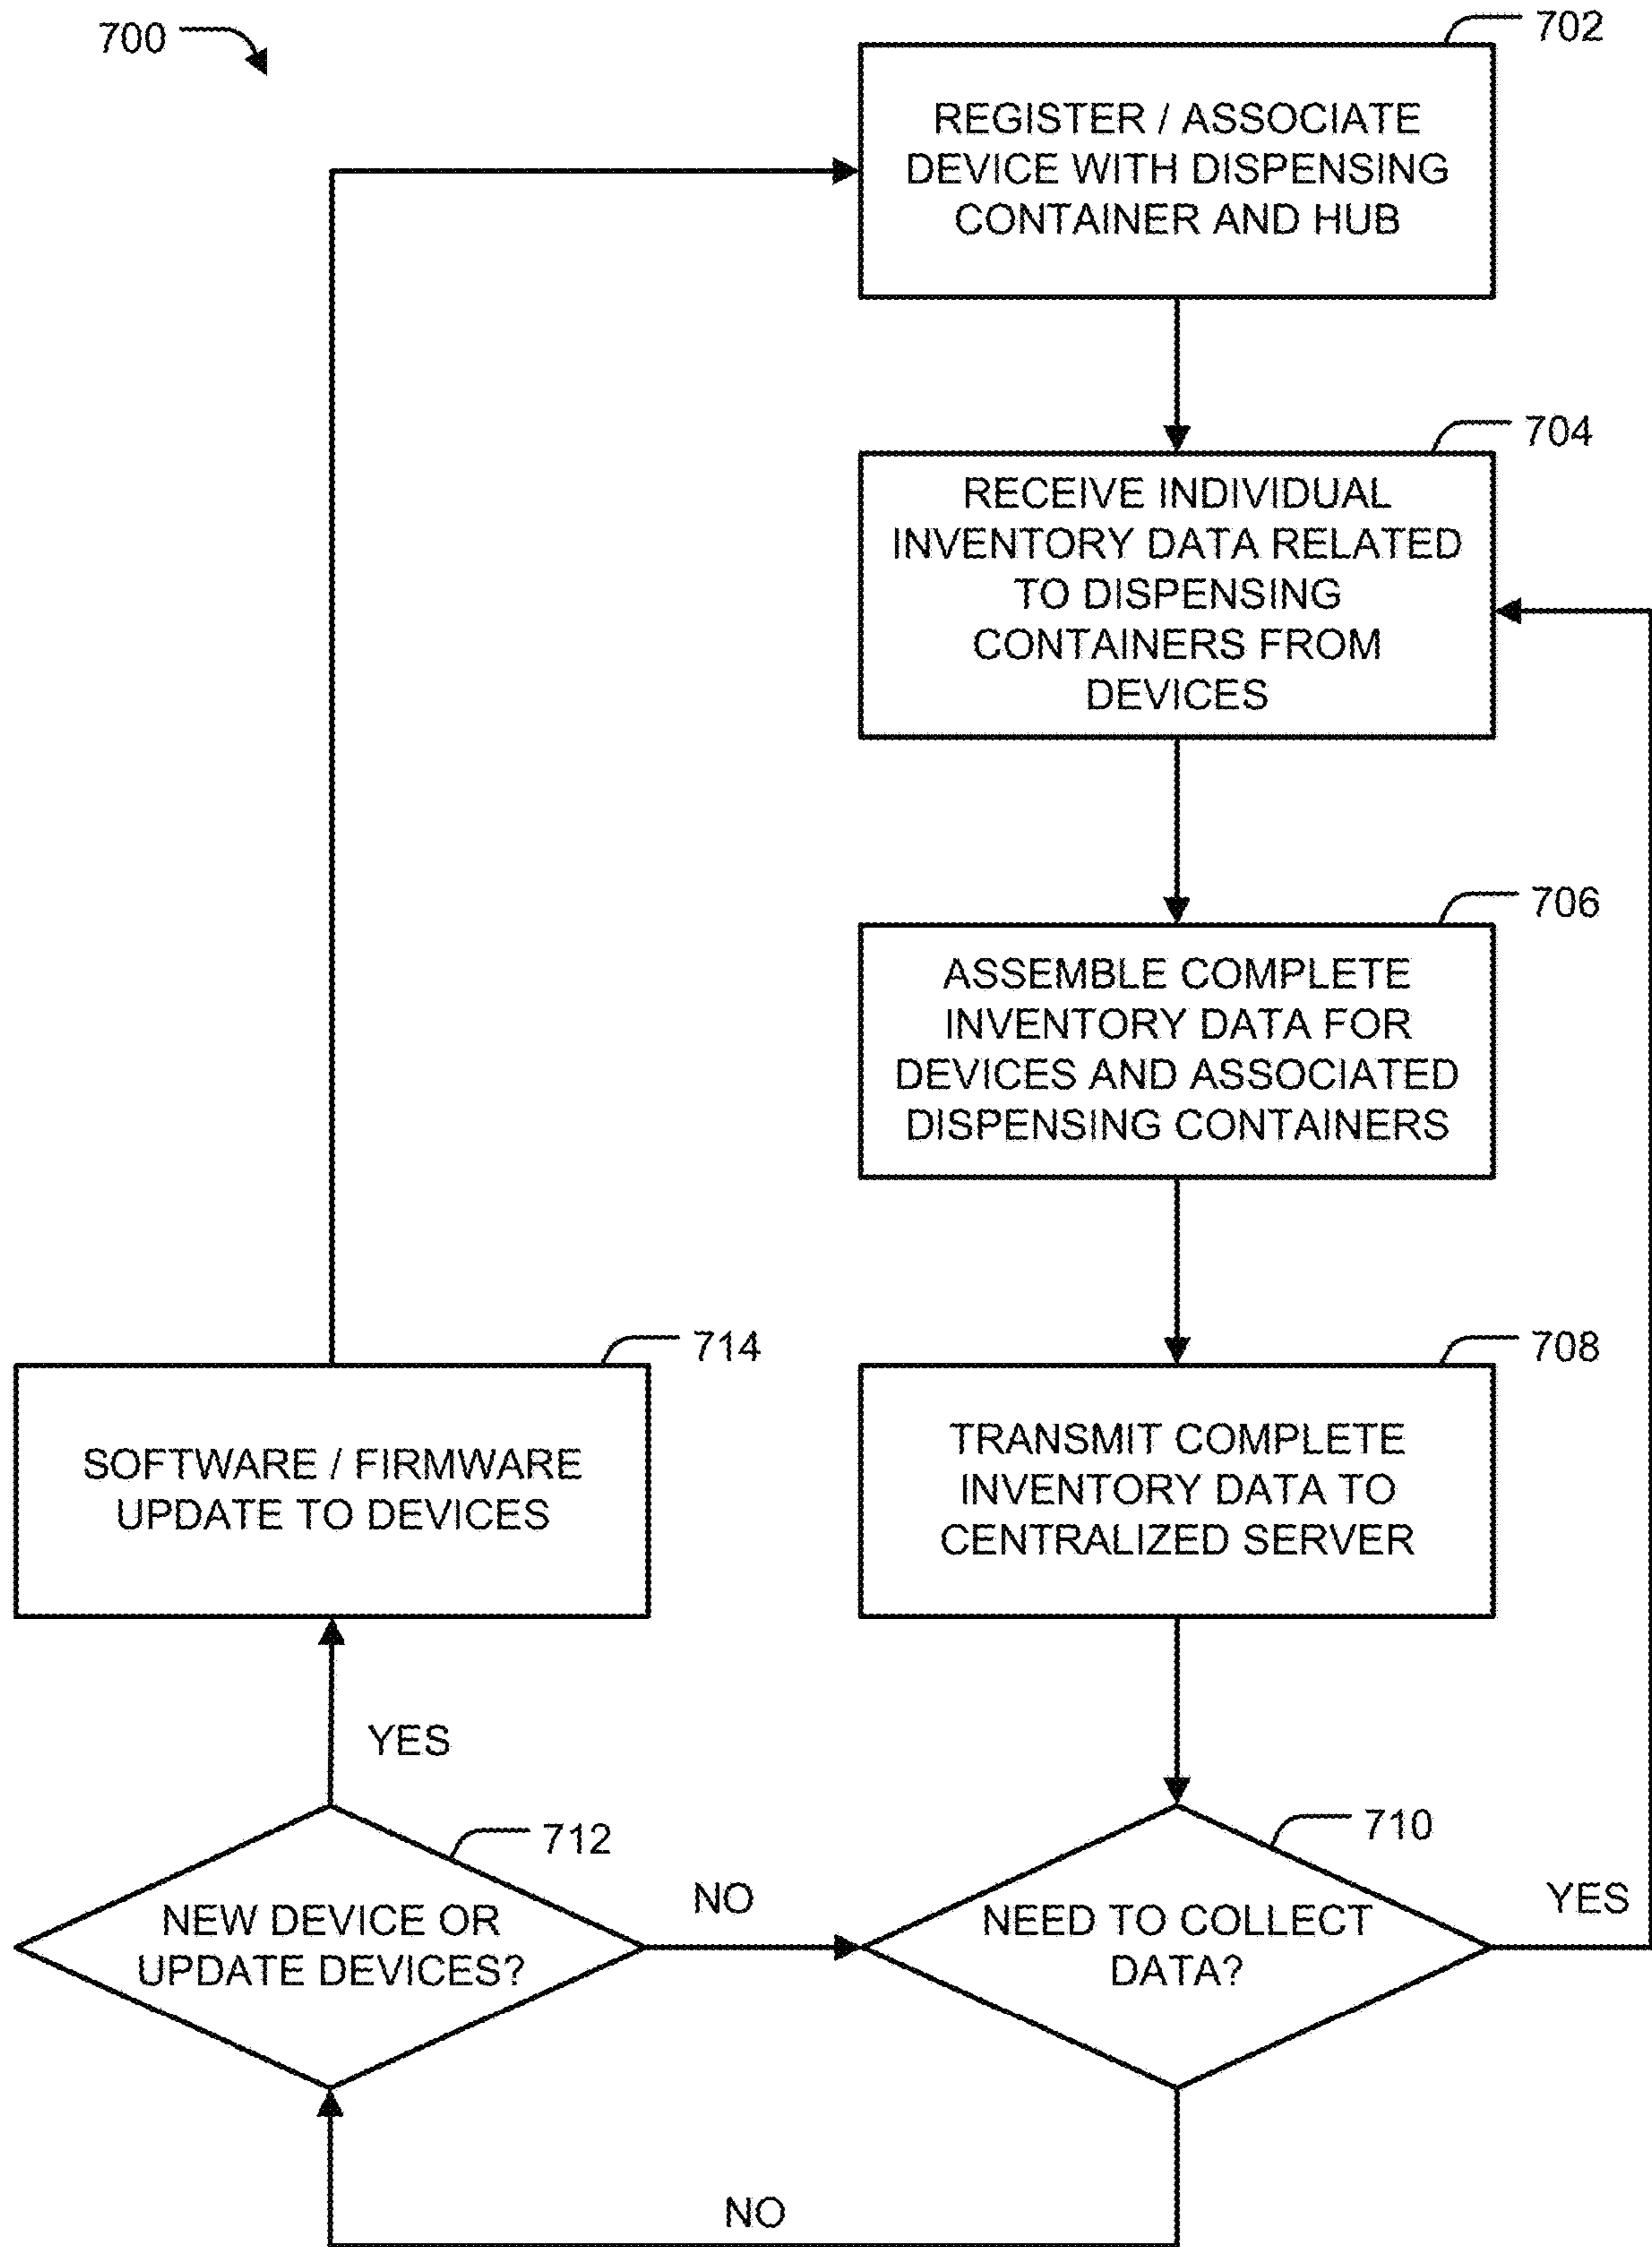 700
702
REGISTER / ASSOCIATE
DEVICE WITH DISPENSING
CONTAINER AND HUB
704
RECEIVE INDIVIDUAL
INVENTORY DATA RELATED
TO DISPENSING
CONTAINERS FROM
DEVICES
706
ASSEMBLE COMPLETE
INVENTORY DATA FOR
DEVICES AND ASSOCIATED
DISPENSING CONTAINERS
714
SOFTWARE / FIRMWARE
UPDATE TO DEVICES
708
TRANSMIT COMPLETE
INVENTORY DATA TO
CENTRALIZED SERVER
YES
712
NEW DEVICE OR
UPDATE DEVICES?
NO
710
NEED TO COLLECT
DATA?
YES
NO